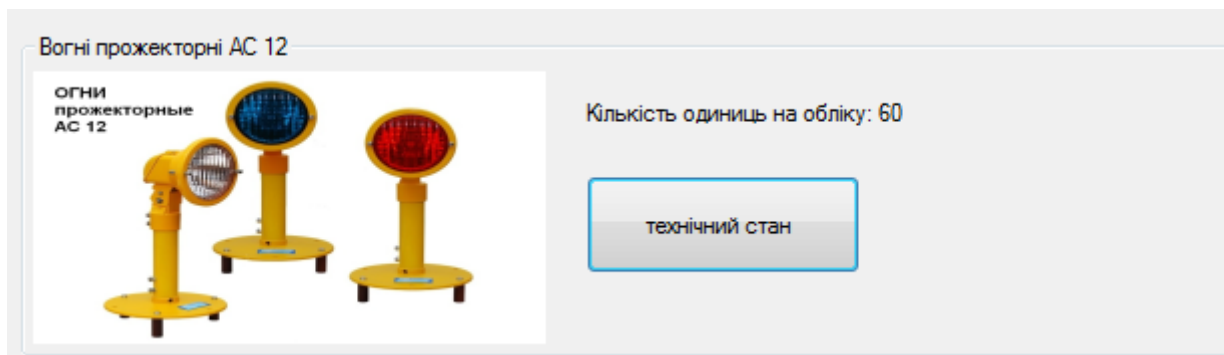 Вогні прожекторні АС 12
ОГНИ
прожекторные
АС 12
Кількість одиниць на обліку: 60
технічний стан